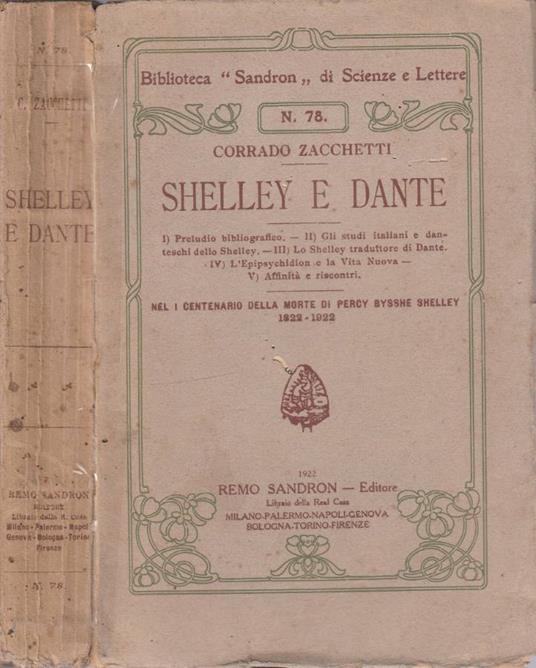 N. 78.
C. ZACCHETTI
SHELLEY
E DANTE
REMO SANDRON
EDITORE
Libraio della R. Casa
Milano-Palermo-Napoli
Genova-Bologna-Torino
Firenze
N. 78.
Biblioteca "Sandron„ di Scienze e Lettere
N. 78.
CORRADO ZACCHETTI
SHELLEY E DANTE
I) Preludio bibliografico. — II) Gli studi italiani e dan-
teschi dello Shelley. — III) Lo Shelley traduttore di Dante.
IV) L'Epipsychidion e la Vita Nuova —
V) Affinità e riscontri.
NEL I CENTENARIO DELLA MORTE DI PERCY BYSSHE SHELLEY
1822-1922
1922
REMO SANDRON — Editore
Libraio della Real Casa
MILANO-PALERMO-NAPOLI-GENOVA
BOLOGNA-TORINO-FIRENZE